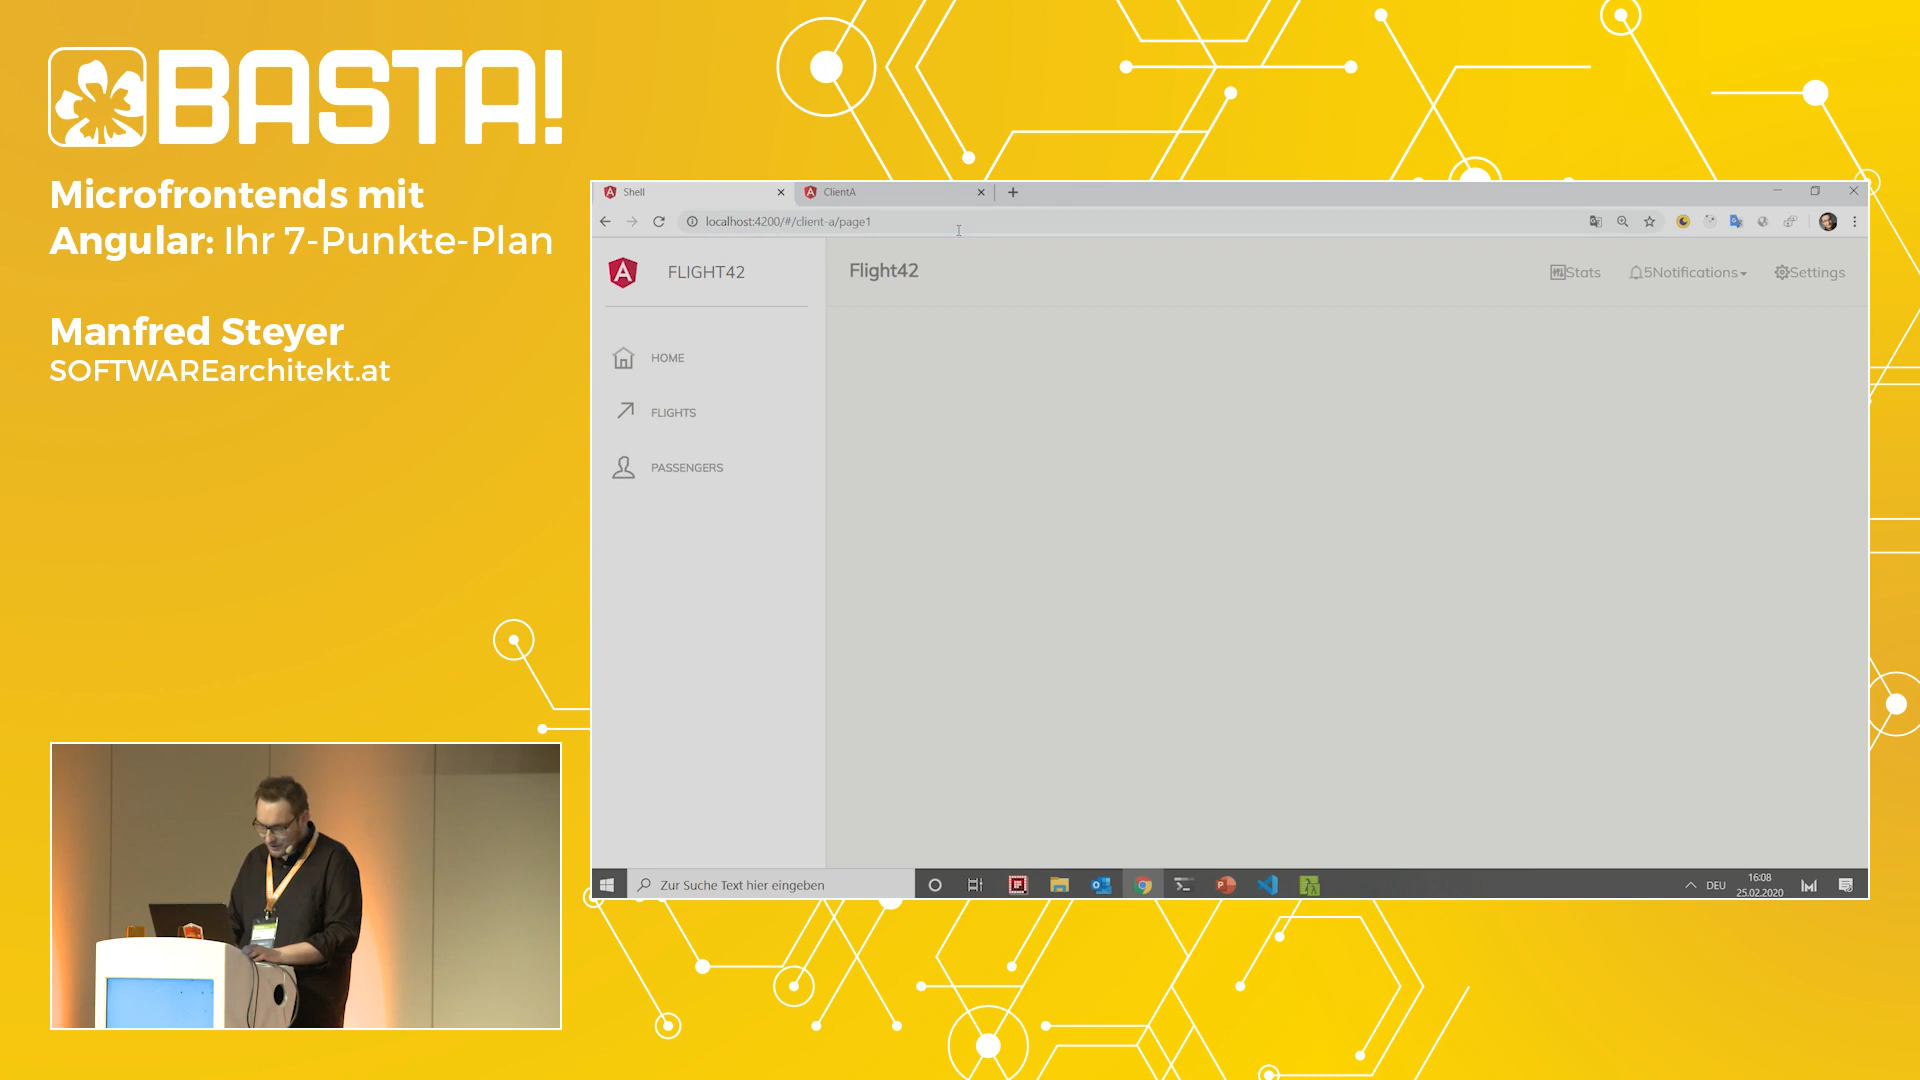 BASTA!
Microfrontends mit
Angular: Ihr 7-Punkte-Plan
Manfred Steyer
SOFTWAREarchitekt.at
Shell
ClientA
localhost:4200/#/client-a/page1
FLIGHT42
Flight42
Stats
5Notifications
Settings
HOME
FLIGHTS
PASSENGERS
Zur Suche Text hier eingeben
DEU
16:08
25.02.2020